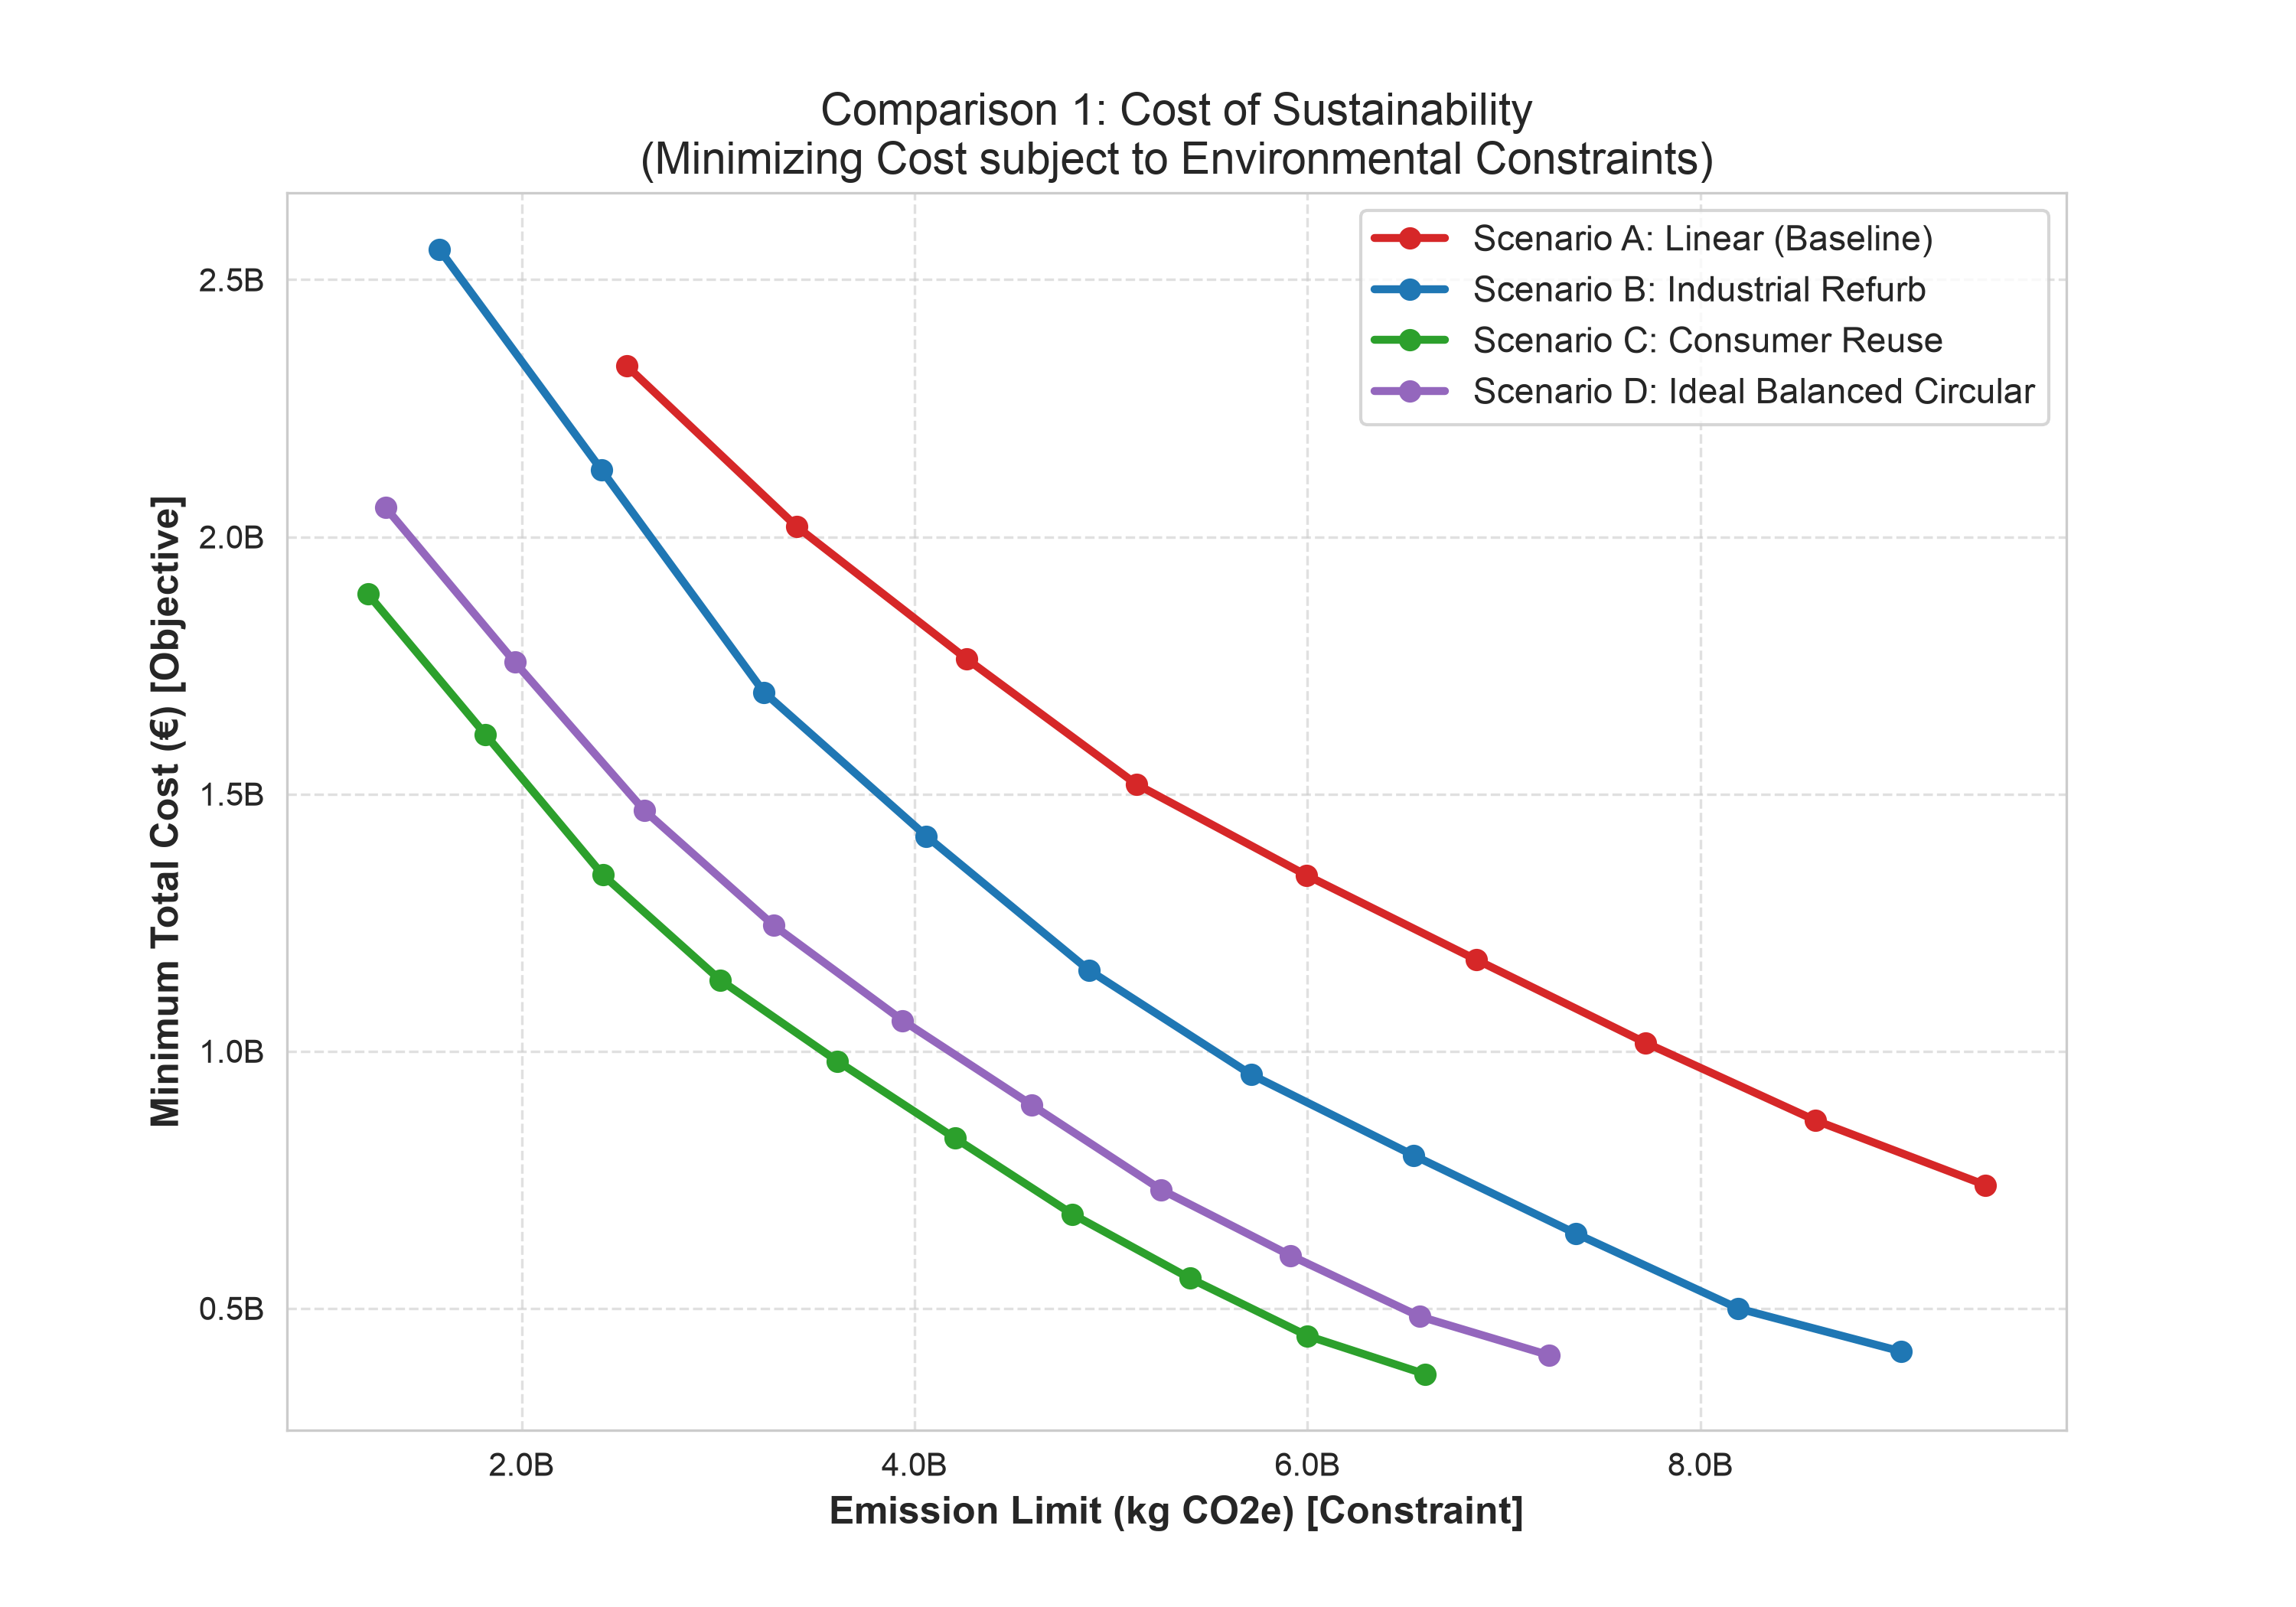 Comparison 1: Cost of Sustainability
(Minimizing Cost subject to Environmental Constraints)
Scenario A: Linear (Baseline)
Scenario B: Industrial Refurb
Scenario C: Consumer Reuse
Scenario D: Ideal Balanced Circular
Minimum Total Cost (€) [Objective]
2.5B
2.0B
1.5B
1.0B
0.5B
2.0B
4.0B
6.0B
8.0B
Emission Limit (kg CO2e) [Constraint]